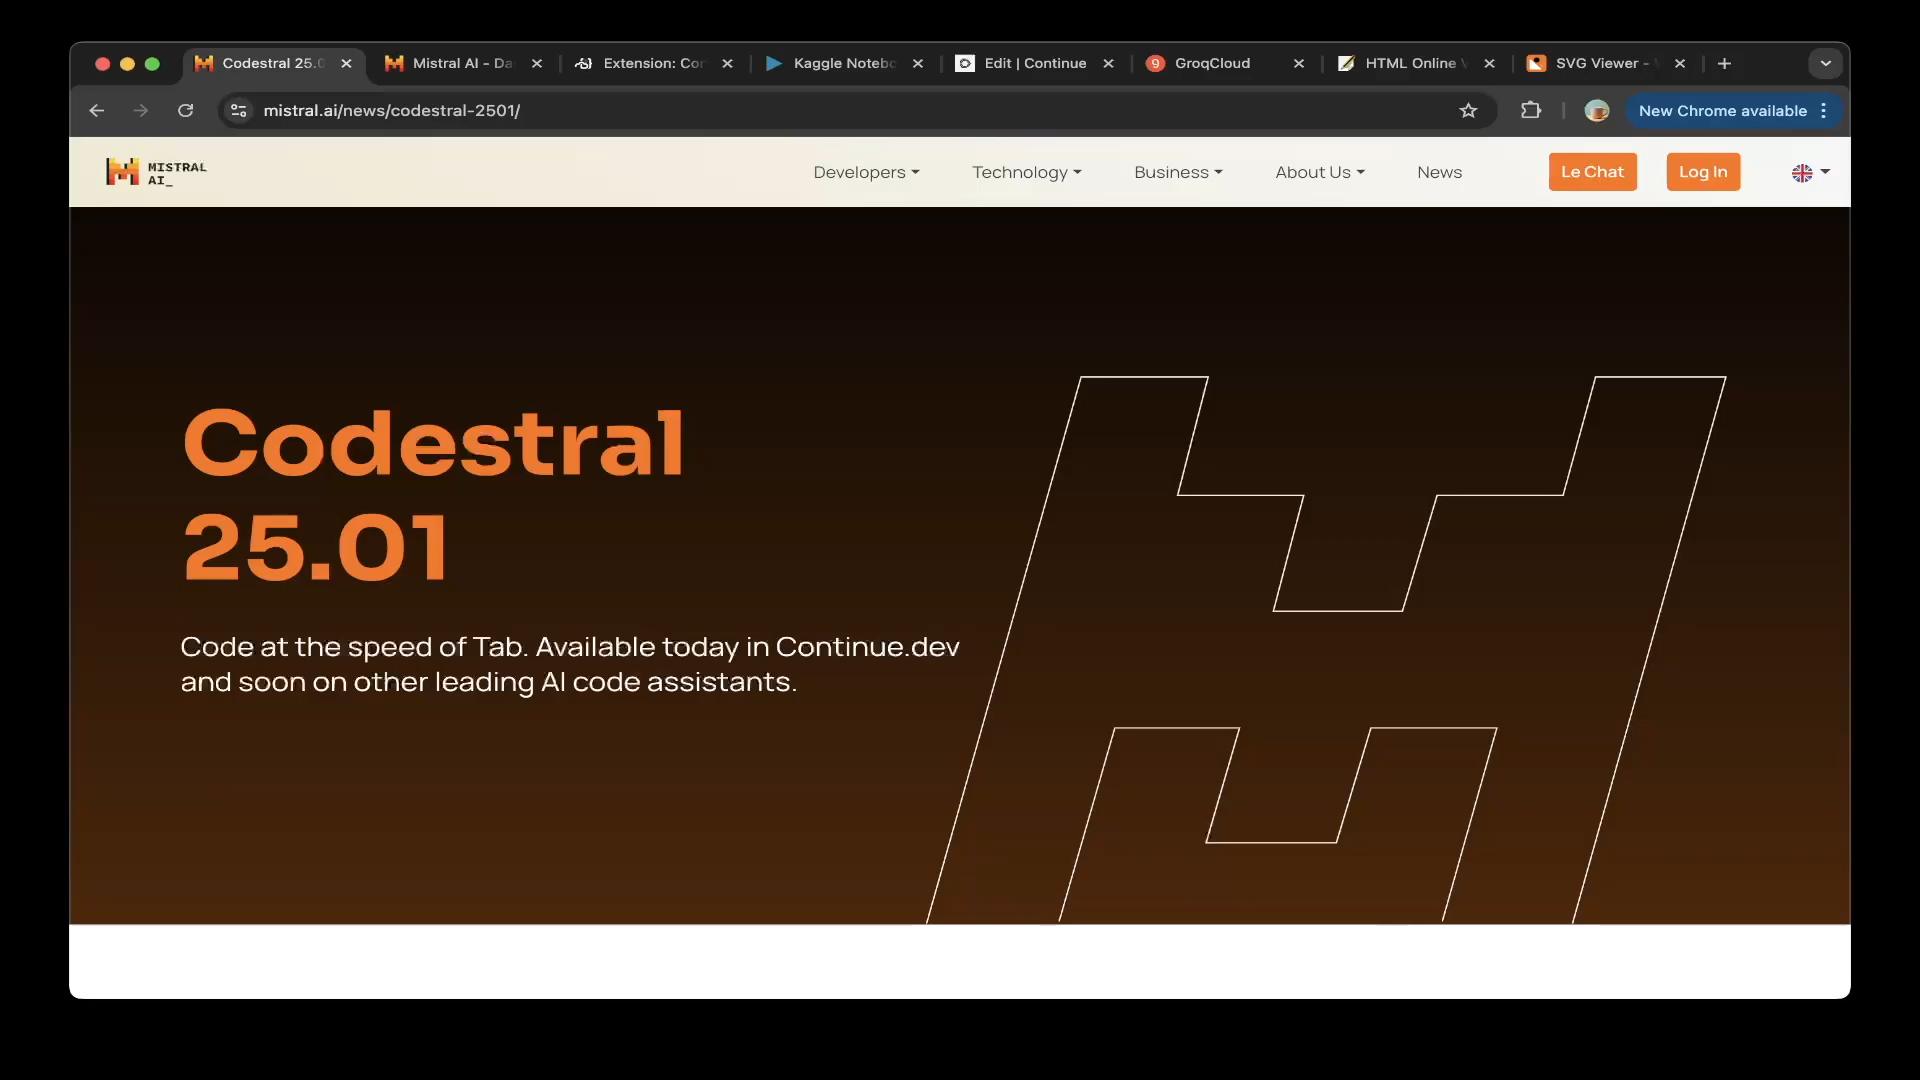 Codestral 25.0
Mistral AI - Da
Extension: Co
Kaggle Noteb
Edit | Continue
GroqCloud
HTML Online
SVG Viewer -
mistral.ai/news/codestral-2501/
New Chrome available
MISTRAL
AI_
Developers
Technology
Business
About Us
News
Le Chat
Log In
Codestral
25.01
Code at the speed of Tab. Available today in Continue.dev
and soon on other leading AI code assistants.